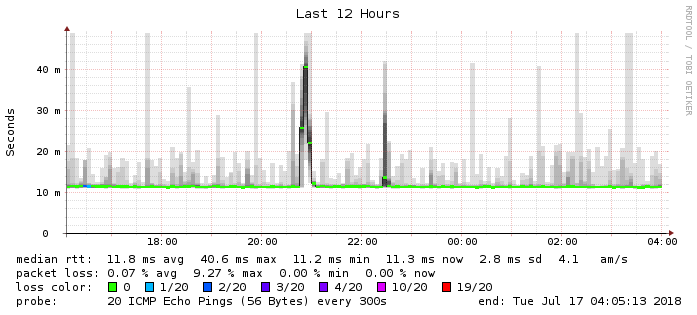 Last 12 Hours
RRDTOOL / TOBI OETIKER
Seconds
40 m
30 m
20 m
10 m
0
18:00 20:00 22:00 00:00 02:00 04:00
median rtt: 11.8 ms avg 40.6 ms max 11.2 ms min 11.3 ms now 2.8 ms sd 4.1 am/s
packet loss: 0.07 % avg 9.27 % max 0.00 % min 0.00 % now
loss color: 0 1/20 2/20 3/20 4/20 10/20 19/20
probe: 20 ICMP Echo Pings (56 Bytes) every 300s end: Tue Jul 17 04:05:13 2018